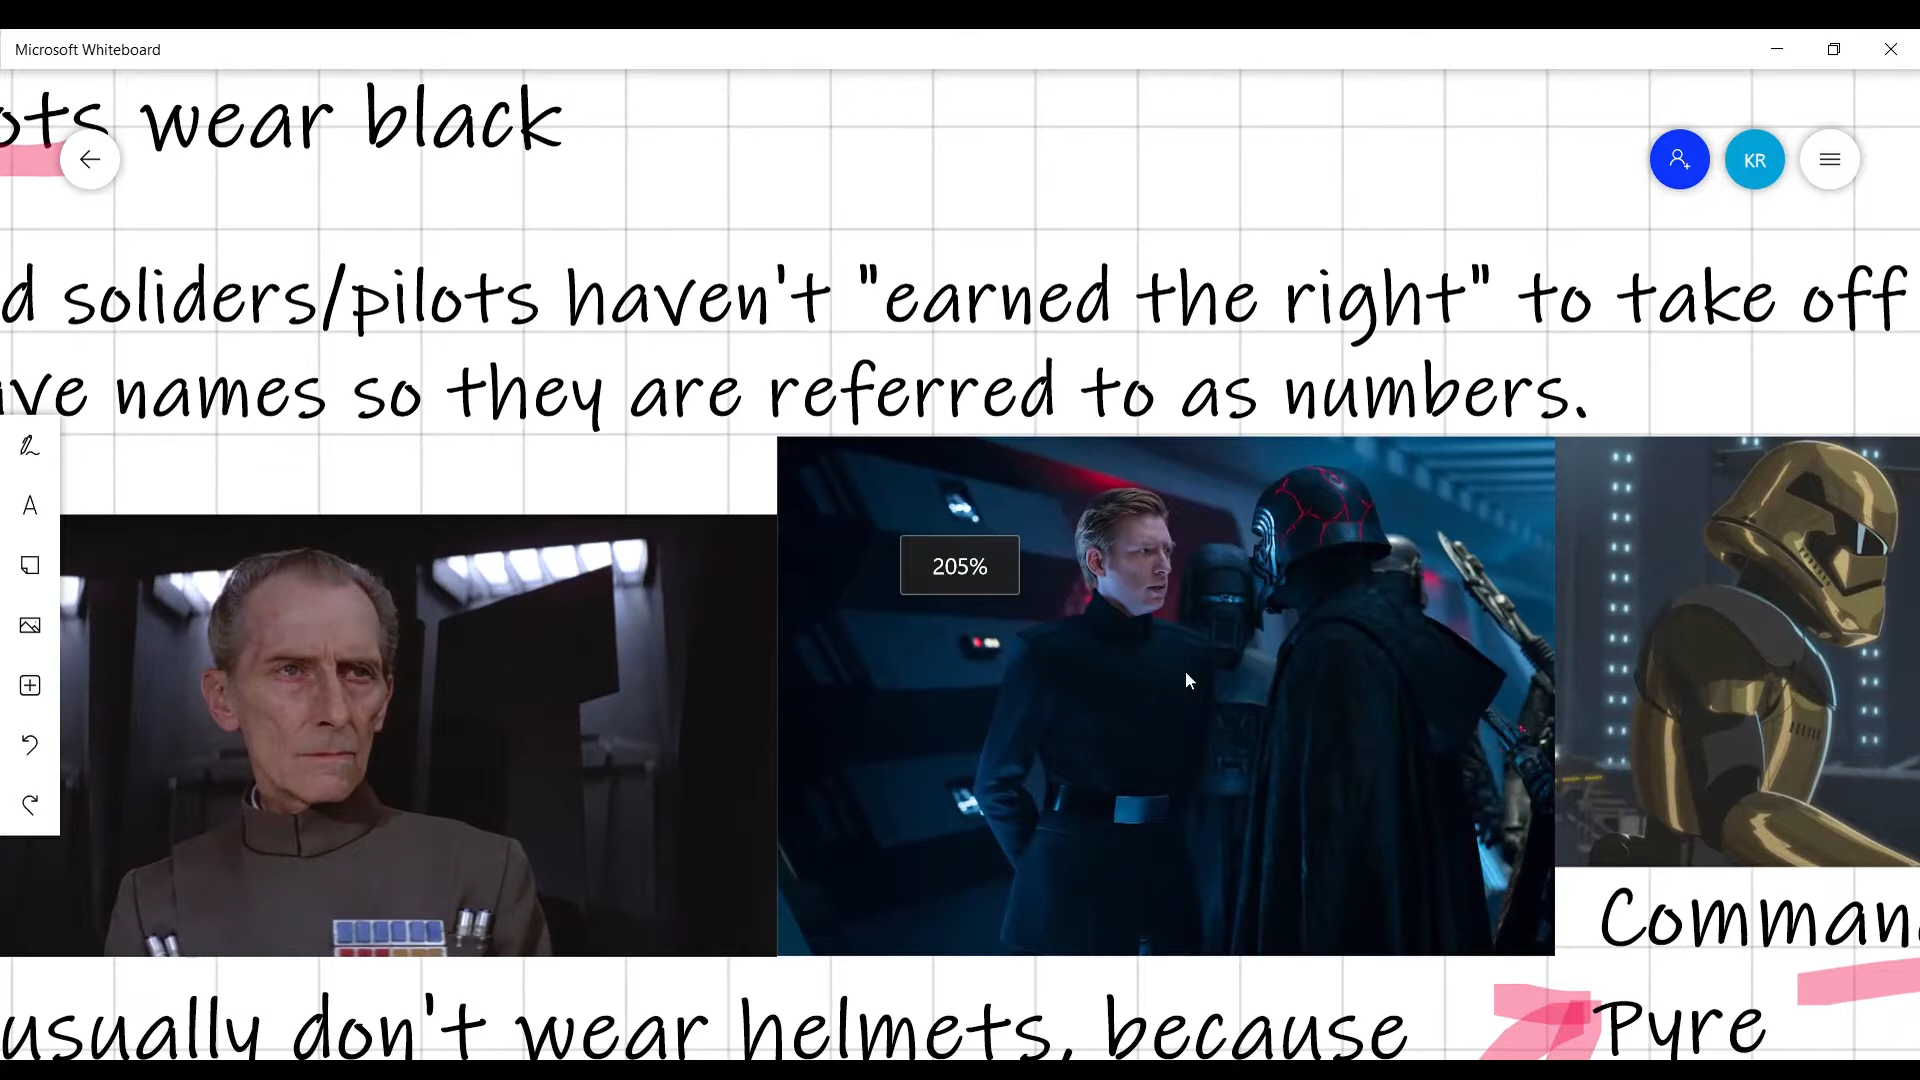 Microsoft Whiteboard
ots wear black
KR
d soliders/pilots haven't "earned the right" to take off
ve names so they are referred to as numbers.
205%
Comman
usually don't wear helmets, because
Pyre